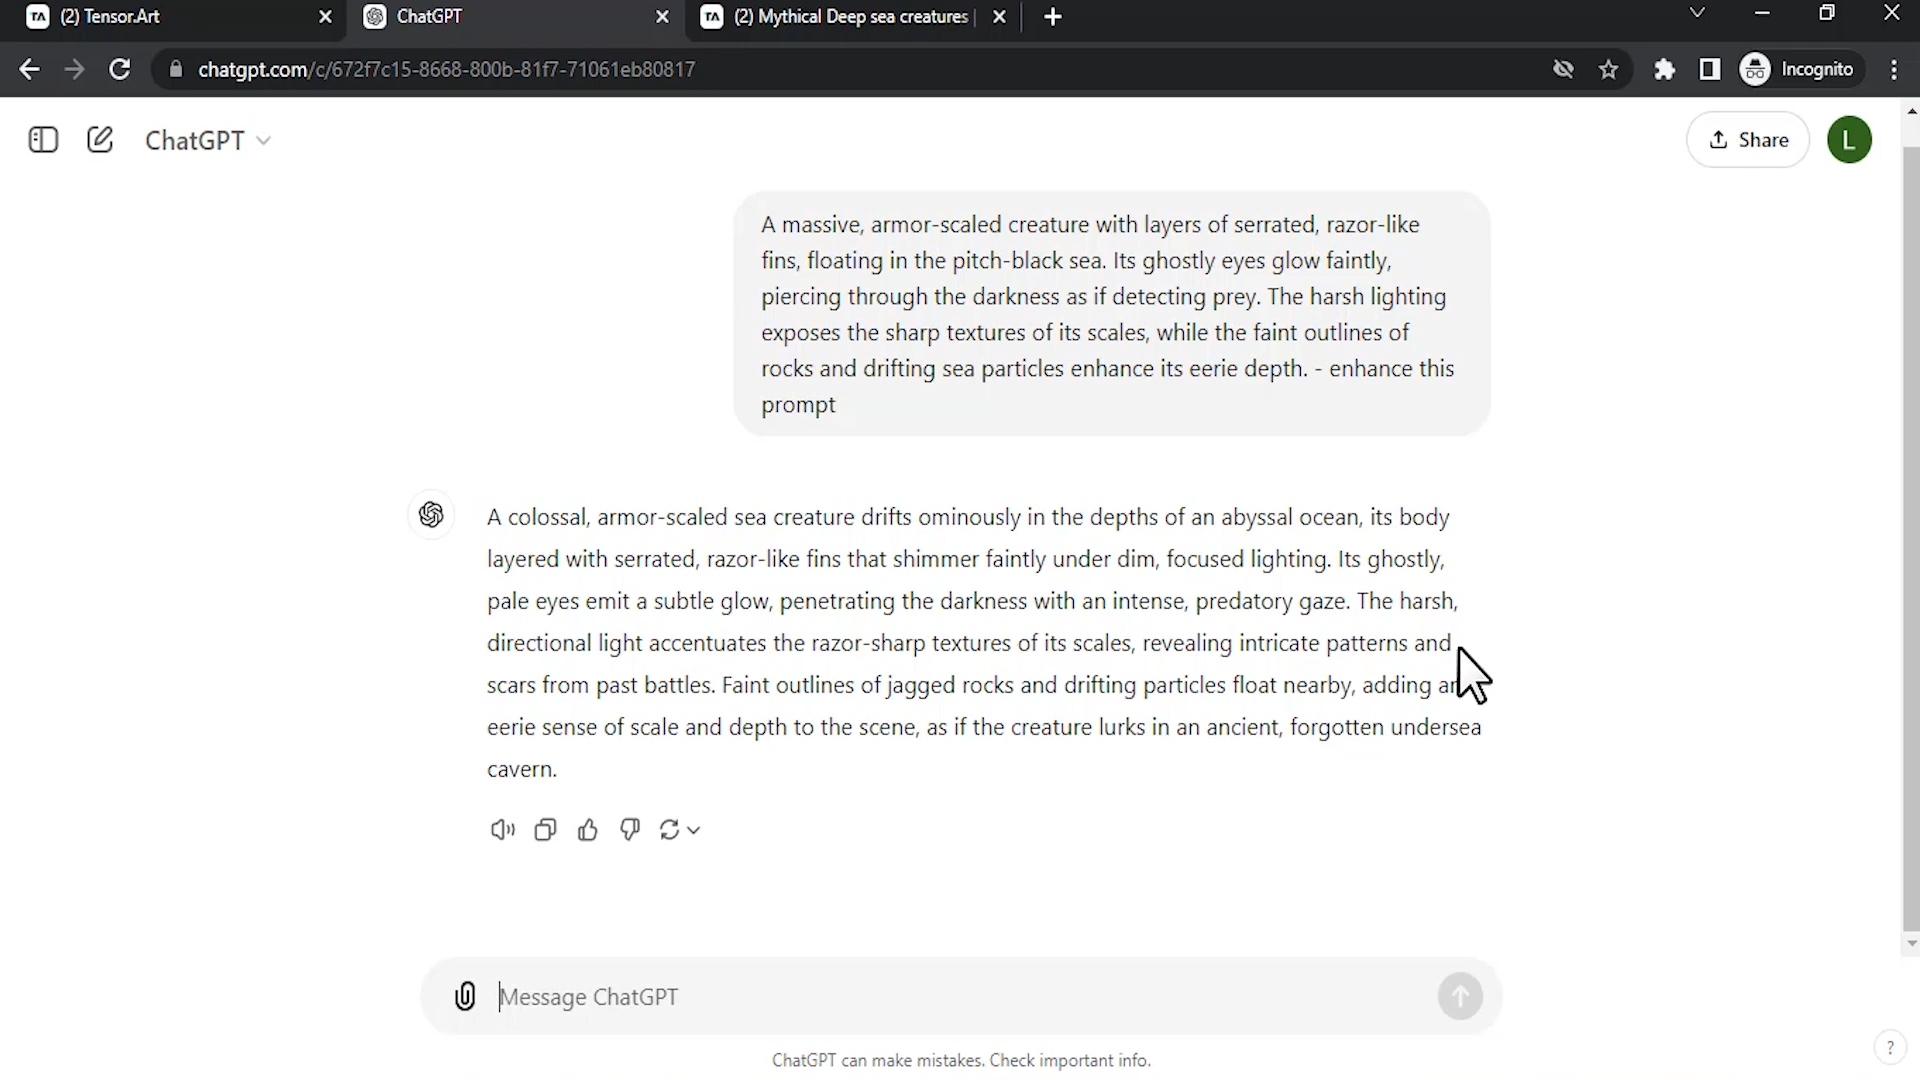 (2) Tensor.Art
ChatGPT
(2) Mythical Deep sea creatures
chatgpt.com/c/672f7c15-8668-800b-81f7-71061eb80817
Incognito
ChatGPT
Share
L
A massive, armor-scaled creature with layers of serrated, razor-like
fins, floating in the pitch-black sea. Its ghostly eyes glow faintly,
piercing through the darkness as if detecting prey. The harsh lighting
exposes the sharp textures of its scales, while the faint outlines of
rocks and drifting sea particles enhance its eerie depth. - enhance this
prompt
A colossal, armor-scaled sea creature drifts ominously in the depths of an abyssal ocean, its body
layered with serrated, razor-like fins that shimmer faintly under dim, focused lighting. Its ghostly,
pale eyes emit a subtle glow, penetrating the darkness with an intense, predatory gaze. The harsh,
directional light accentuates the razor-sharp textures of its scales, revealing intricate patterns and
scars from past battles. Faint outlines of jagged rocks and drifting particles float nearby, adding an
eerie sense of scale and depth to the scene, as if the creature lurks in an ancient, forgotten undersea
cavern.
Message ChatGPT
ChatGPT can make mistakes. Check important info.
?